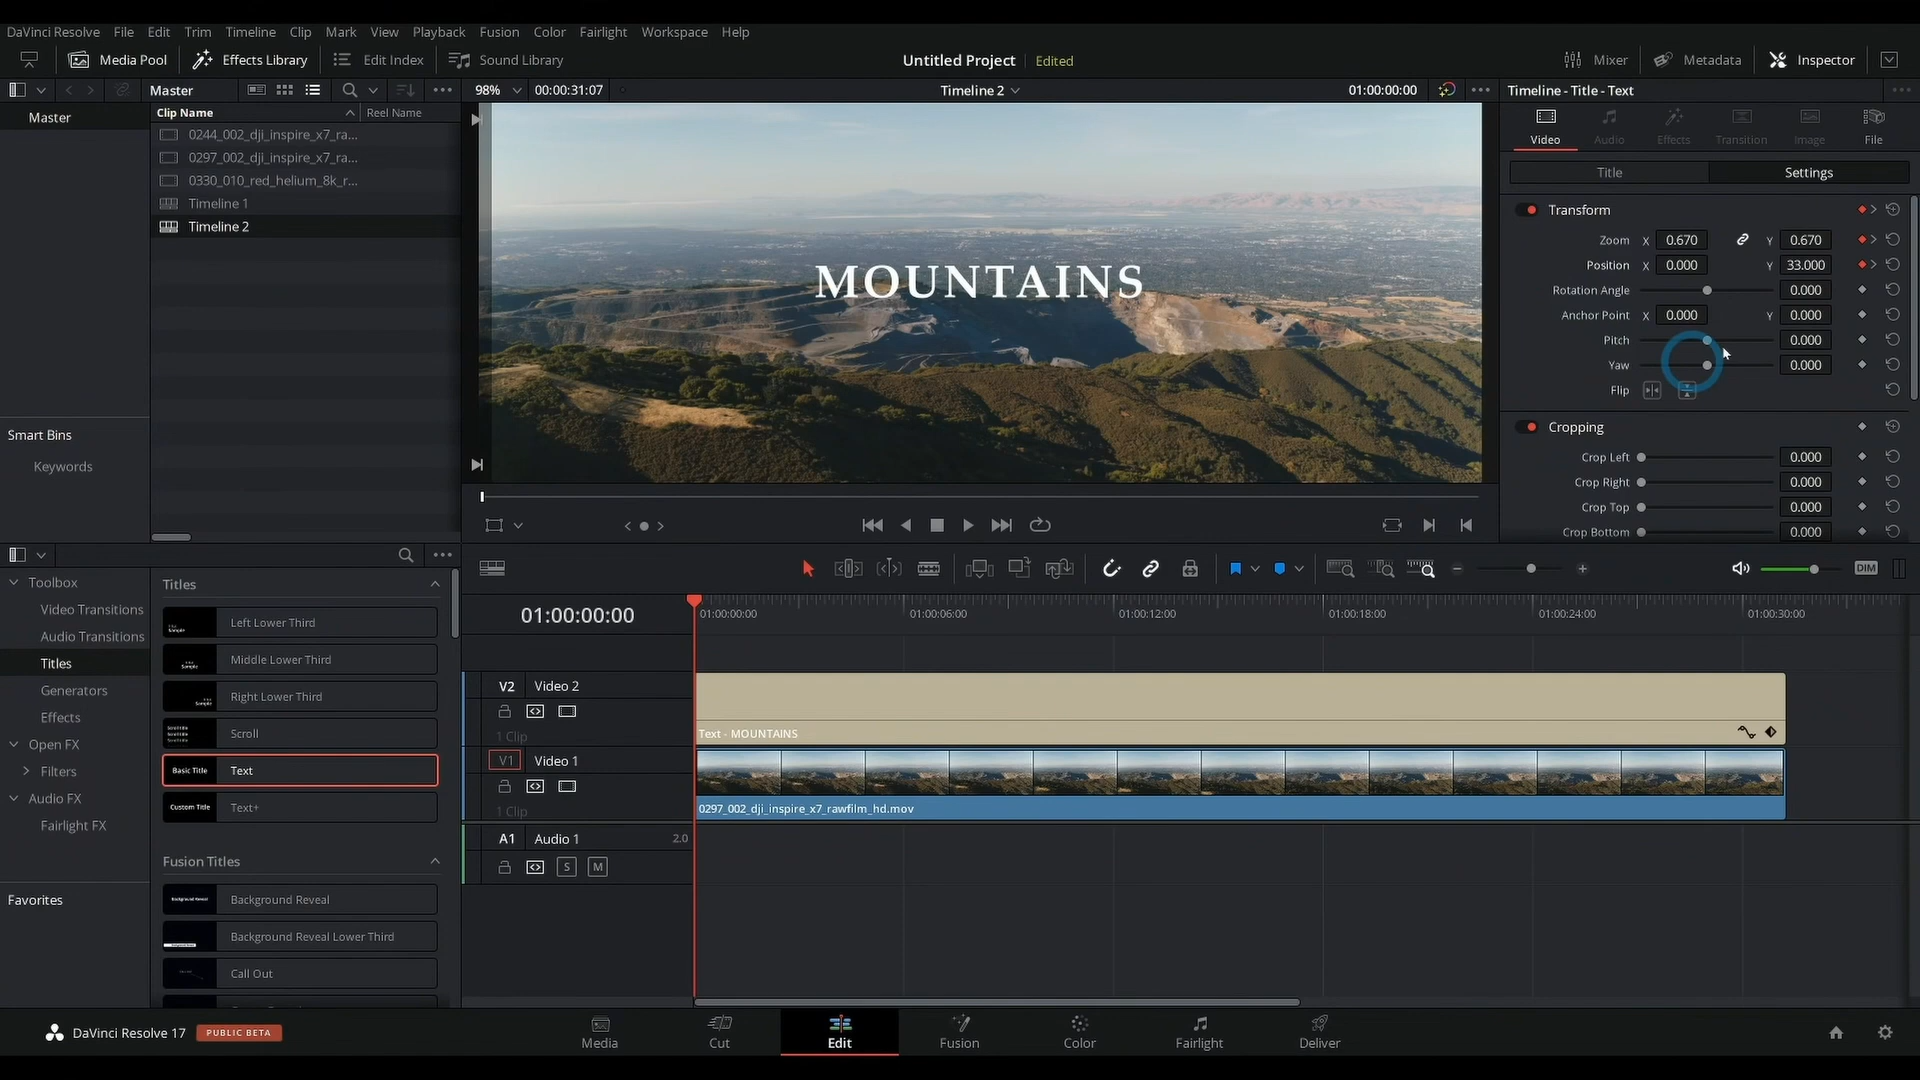 DaVinci Resolve File Edit Trim Timeline Clip Mark View Playback Fusion Color Fairlight Workspace Help
Media Pool Effects Library Edit Index Sound Library Untitled Project Edited Mixer Metadata Inspector
Master 98% 00:00:31:07 Timeline 2 01:00:00:00 Timeline - Title - Text
Master
Clip Name Reel Name
0244_002_dji_inspire_x7_ra...
0297_002_dji_inspire_x7_ra...
0330_010_red_helium_8k_r...
Timeline 1
Timeline 2
Smart Bins
Keywords
MOUNTAINS
Video Audio Effects Transition Image File
Title Settings
Transform
Zoom X 0.670 Y 0.670
Position X 0.000 Y 33.000
Rotation Angle 0.000
Anchor Point X 0.000 Y 0.000
Pitch 0.000
Yaw 0.000
Flip
Cropping
Crop Left 0.000
Crop Right 0.000
Crop Top 0.000
Crop Bottom 0.000
Toolbox
Video Transitions
Audio Transitions
Titles
Generators
Effects
Open FX
Filters
Audio FX
Fairlight FX
Favorites
Titles
Left Lower Third
Middle Lower Third
Right Lower Third
Scroll
Basic Title Text
Custom Title Text+
Fusion Titles
Background Reveal Background Reveal
Background Reveal Lower Third
Call Out
DIM
01:00:00:00
01:00:00:00 01:00:06:00 01:00:12:00 01:00:18:00 01:00:24:00 01:00:30:00
V2 Video 2
1 Clip
Text - MOUNTAINS
V1 Video 1
1 Clip
0297_002_dji_inspire_x7_rawfilm_hd.mov
A1 Audio 1 2.0
S M
DaVinci Resolve 17 PUBLIC BETA
Media Cut Edit Fusion Color Fairlight Deliver